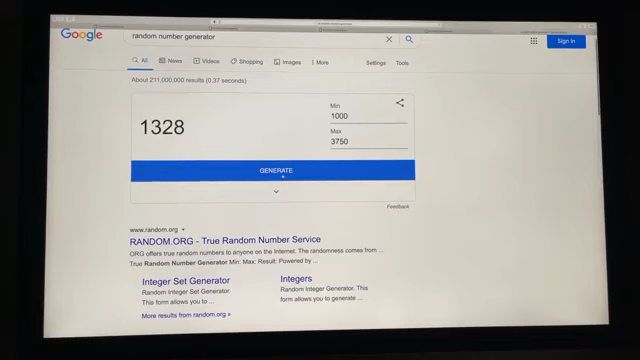 Google
random number generator
Sign in
All
News
Videos
Shopping
Images
More
Settings
Tools
About 211,000,000 results (0.37 seconds)
1328
Min
1000
Max
3750
GENERATE
Feedback
www.random.org
RANDOM.ORG - True Random Number Service
ORG offers true random numbers to anyone on the Internet. The randomness comes from ...
True Random Number Generator Min: Max: Result: Powered by ...
Integer Set Generator
Random Integer Set Generator.
This form allows you to ...
Integers
Random Integer Generator. This
form allows you to generate ...
More results from random.org »